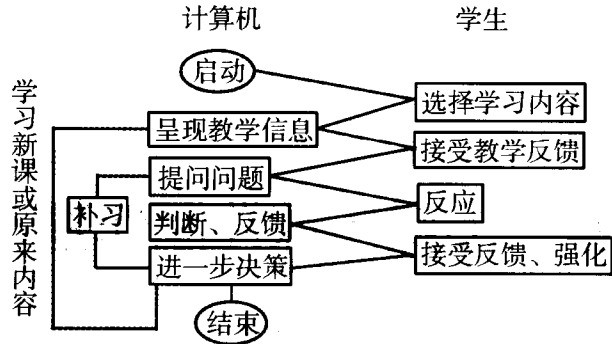 计算机
学生
启动
选择学习内容
呈现教学信息
接受教学反馈
提问问题
补习
反应
判断、反馈
进一步决策
接受反馈、强化
结束
学习新课或原来内容